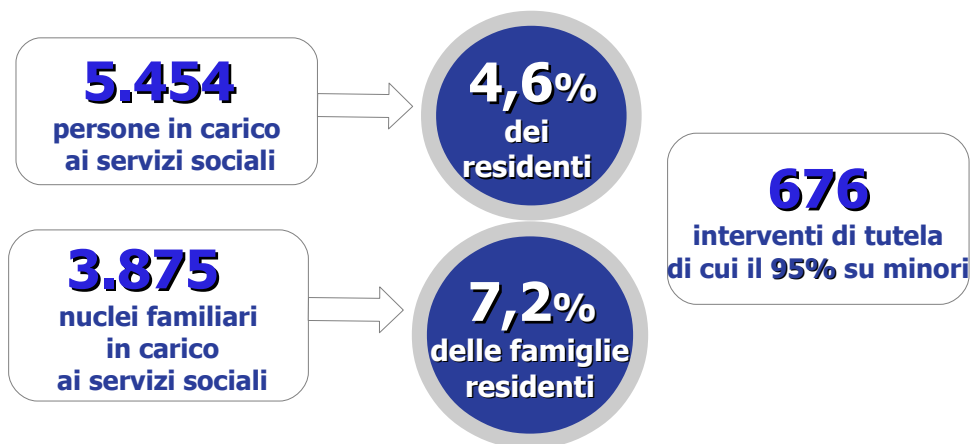 5.454
persone in carico
ai servizi sociali
4,6%
dei
residenti
676
interventi di tutela
di cui il 95% su minori
3.875
nuclei familiari
in carico
ai servizi sociali
7,2%
delle famiglie
residenti